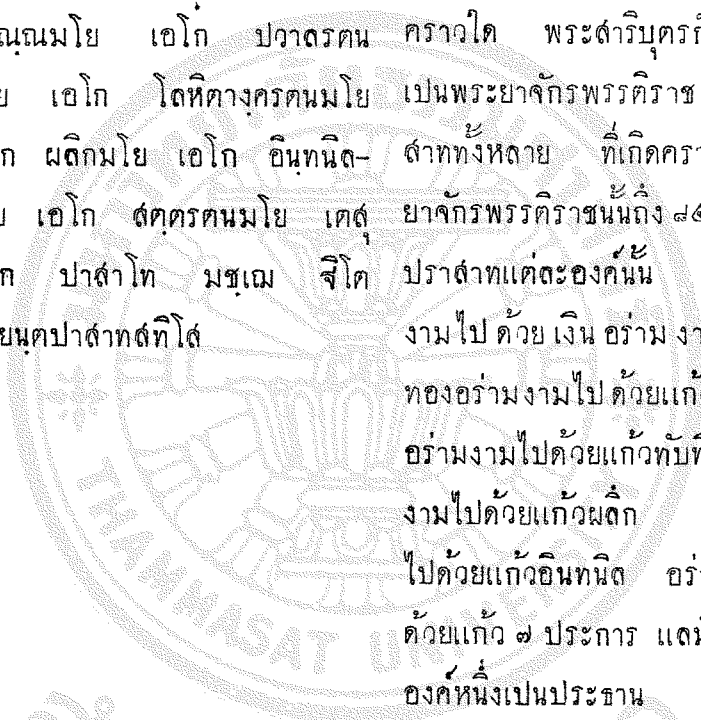 ณฺณมโย เอโก ปวาลรตน
ย เอโก โลหิตางฺครตนมโย
ก ผลิกมโย เอโก อินฺทนิล-
ย เอโก สตฺตรตนมโย เตสุ
ก ปาสาโท มชฺเฌ ฐิโต
ยนฺตปาสาทสทิโส
คราวใด พระสาริบุตร
เปนพระยาจักรพรรติราช
สาททั้งหลาย ที่เกิดครา
ยาจักรพรรติราชนั้นถึง ๘๕
ปราสาทแต่ละองค์นั้น
งามไป ด้วย เงิน อร่าม งา
ทองอร่ามงามไป ด้วยแก้
อร่ามงามไปด้วยแก้วทับทิ
งามไปด้วยแก้วผลึก
ไปด้วยแก้วอินทนิล อร่
ด้วยแก้ว ๗ ประการ แลมี
องค์หนึ่งเปนประธาน
THAMMASAT UNIVE